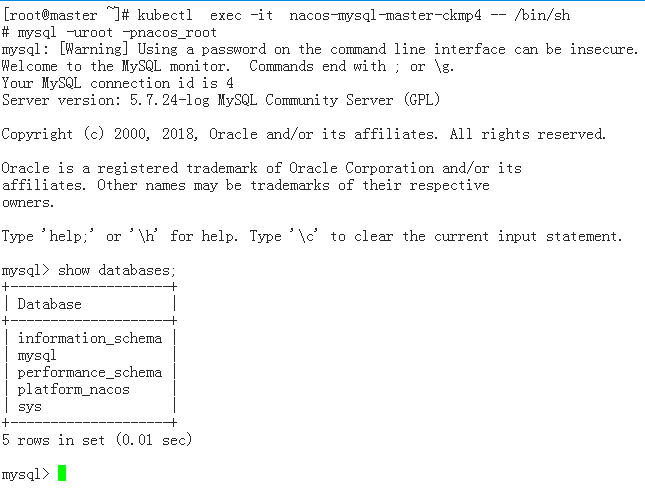 [root@master ~]# kubectl  exec -it  nacos-mysql-master-ckmp4 -- /bin/sh
# mysql -uroot -pnacos_root
mysql: [Warning] Using a password on the command line interface can be insecure.
Welcome to the MySQL monitor.  Commands end with ; or \g.
Your MySQL connection id is 4
Server version: 5.7.24-log MySQL Community Server (GPL)

Copyright (c) 2000, 2018, Oracle and/or its affiliates. All rights reserved.

Oracle is a registered trademark of Oracle Corporation and/or its
affiliates. Other names may be trademarks of their respective
owners.

Type 'help;' or '\h' for help. Type '\c' to clear the current input statement.

mysql> show databases;
+--------------------+
| Database           |
+--------------------+
| information_schema |
| mysql              |
| performance_schema |
| platform_nacos     |
| sys                |
+--------------------+
5 rows in set (0.01 sec)

mysql>